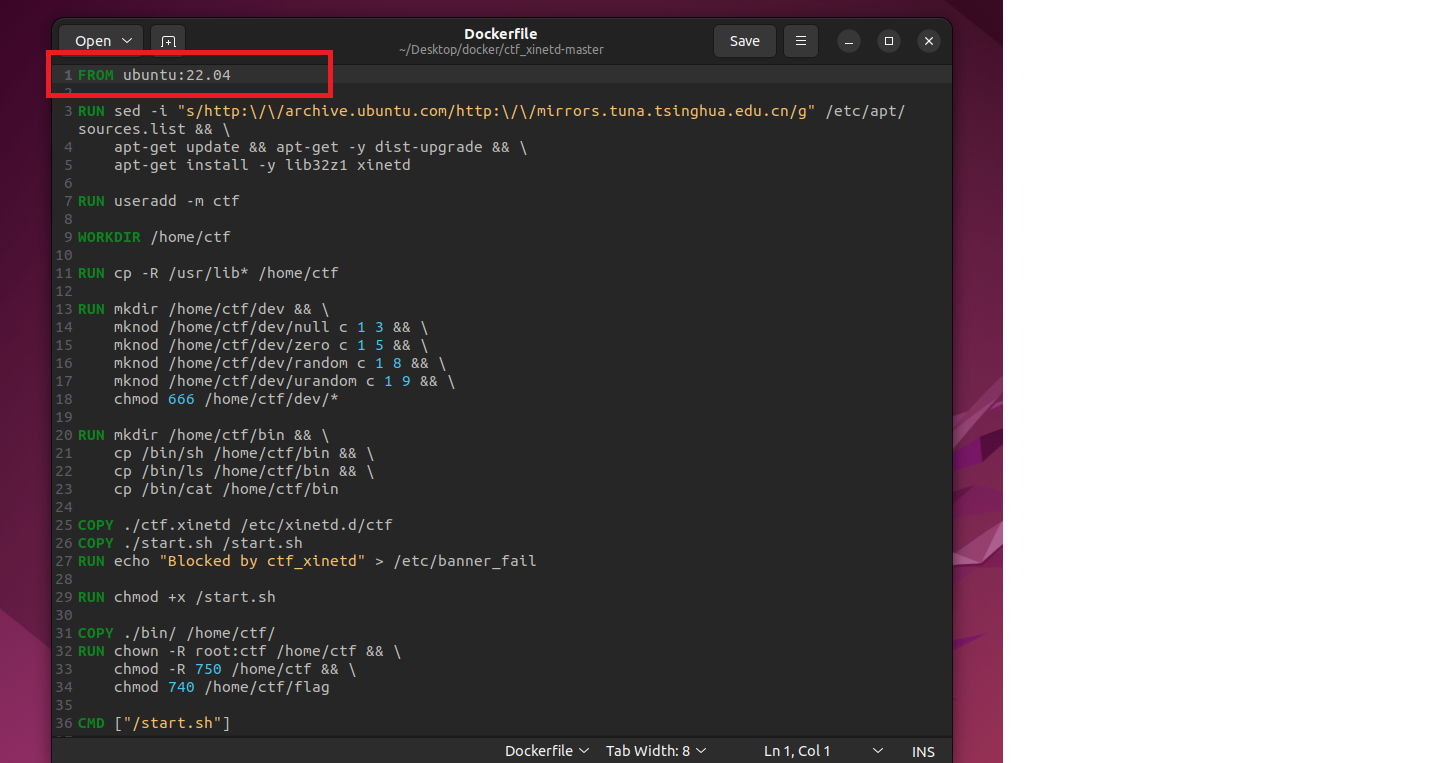 Open
Dockerfile
~/Desktop/docker/ctf_xinetd-master
Save
1 FROM ubuntu:22.04
2
3 RUN sed -i "s/http:\/\/archive.ubuntu.com/http:\/\/mirrors.tuna.tsinghua.edu.cn/g" /etc/apt/
sources.list && \
4 apt-get update && apt-get -y dist-upgrade && \
5 apt-get install -y lib32z1 xinetd
6
7 RUN useradd -m ctf
8
9 WORKDIR /home/ctf
10
11 RUN cp -R /usr/lib* /home/ctf
12
13 RUN mkdir /home/ctf/dev && \
14 mknod /home/ctf/dev/null c 1 3 && \
15 mknod /home/ctf/dev/zero c 1 5 && \
16 mknod /home/ctf/dev/random c 1 8 && \
17 mknod /home/ctf/dev/urandom c 1 9 && \
18 chmod 666 /home/ctf/dev/*
19
20 RUN mkdir /home/ctf/bin && \
21 cp /bin/sh /home/ctf/bin && \
22 cp /bin/ls /home/ctf/bin && \
23 cp /bin/cat /home/ctf/bin
24
25 COPY ./ctf.xinetd /etc/xinetd.d/ctf
26 COPY ./start.sh /start.sh
27 RUN echo "Blocked by ctf_xinetd" > /etc/banner_fail
28
29 RUN chmod +x /start.sh
30
31 COPY ./bin/ /home/ctf/
32 RUN chown -R root:ctf /home/ctf && \
33 chmod -R 750 /home/ctf && \
34 chmod 740 /home/ctf/flag
35
36 CMD ["/start.sh"]
Dockerfile Tab Width: 8 Ln 1, Col 1 INS